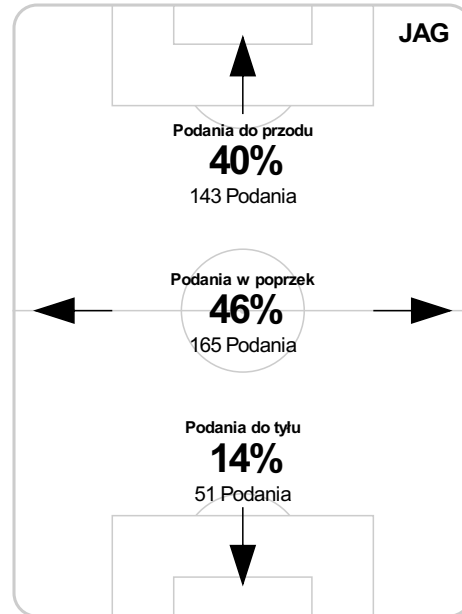 JAG
Podania do przodu
40%
143 Podania
Podania w poprzek
46%
165 Podania
Podania do tyłu
14%
51 Podania